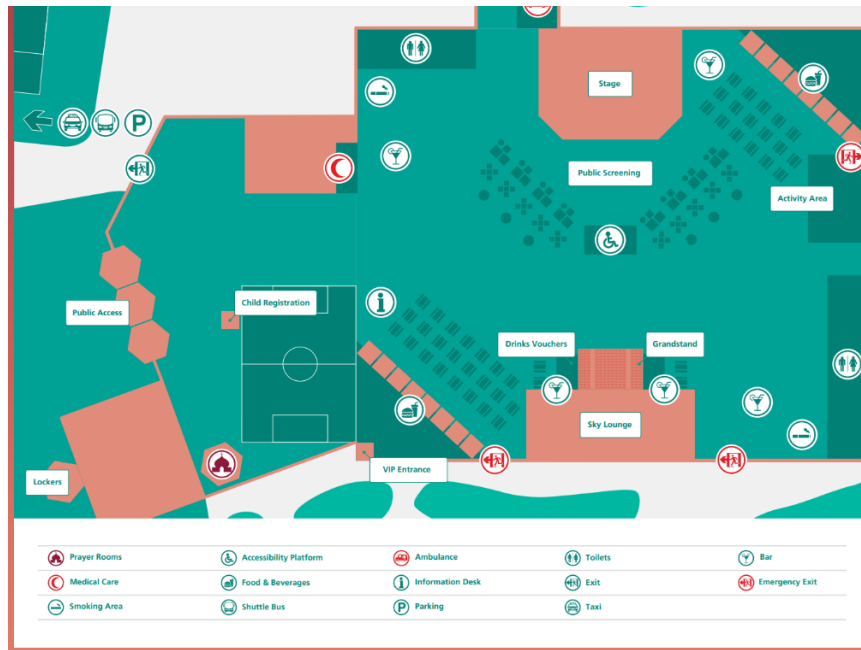 Stage
Public Screening
Activity Area
P
Child Registration
Public Access
Drinks Vouchers
Grandstand
Sky Lounge
VIP Entrance
Lockers
Prayer Rooms
Accessibility Platform
Ambulance
Toilets
Bar
Medical Care
Food & Beverages
Information Desk
Exit
Emergency Exit
Smoking Area
Shuttle Bus
P Parking
Taxi